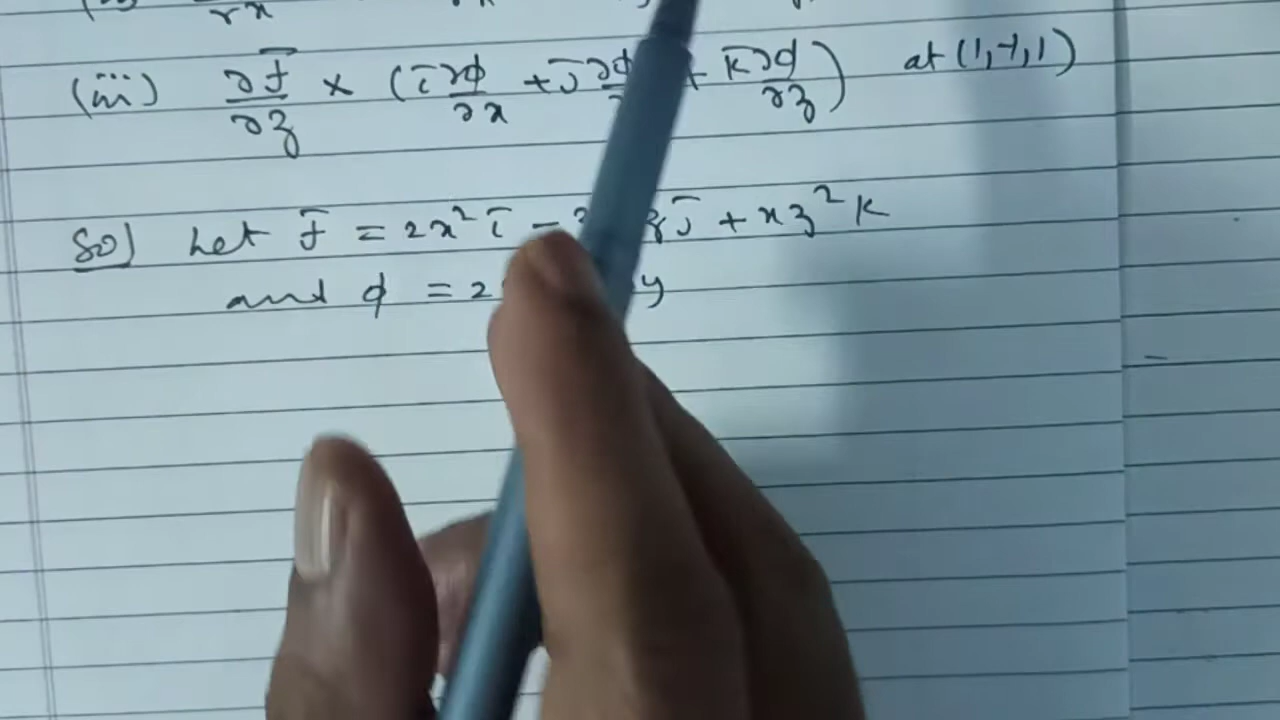 (iii) ∂f̄/∂z × (ī ∂ϕ/∂x + j̄ ∂ϕ + k̄ ∂ϕ/∂z) at (1,-1,1)
Sol Let f̄ = 2x² ī - z j̄ + xz² k
and ϕ = 2 y